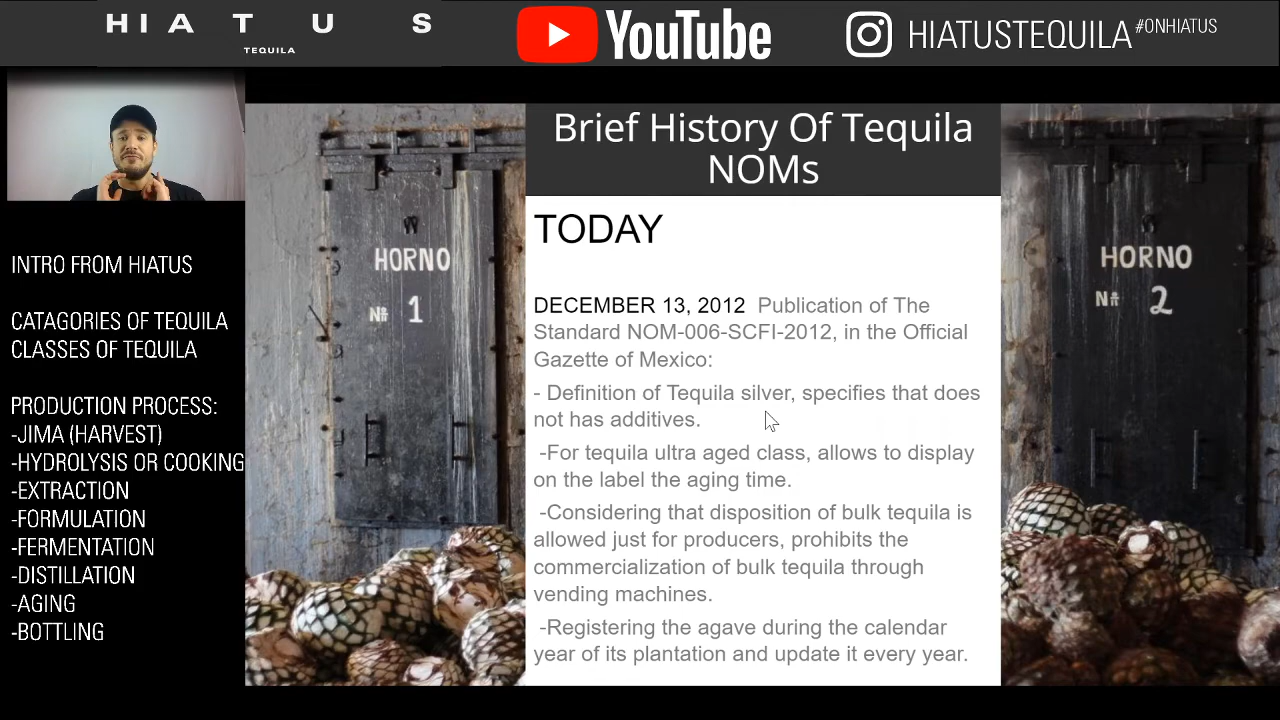 HIATUS
TEQUILA
YouTube
HIATUSTEQUILA #ONHIATUS
INTRO FROM HIATUS
CATAGORIES OF TEQUILA
CLASSES OF TEQUILA
PRODUCTION PROCESS:
-JIMA (HARVEST)
-HYDROLYSIS OR COOKING
-EXTRACTION
-FORMULATION
-FERMENTATION
-DISTILLATION
-AGING
-BOTTLING
HORNO
Nº 1
Brief History Of Tequila
NOMs
TODAY
DECEMBER 13, 2012 Publication of The
Standard NOM-006-SCFI-2012, in the Official
Gazette of Mexico:
- Definition of Tequila silver, specifies that does
not has additives.
-For tequila ultra aged class, allows to display
on the label the aging time.
-Considering that disposition of bulk tequila is
allowed just for producers, prohibits the
commercialization of bulk tequila through
vending machines.
-Registering the agave during the calendar
year of its plantation and update it every year.
HORNO
Nº 2